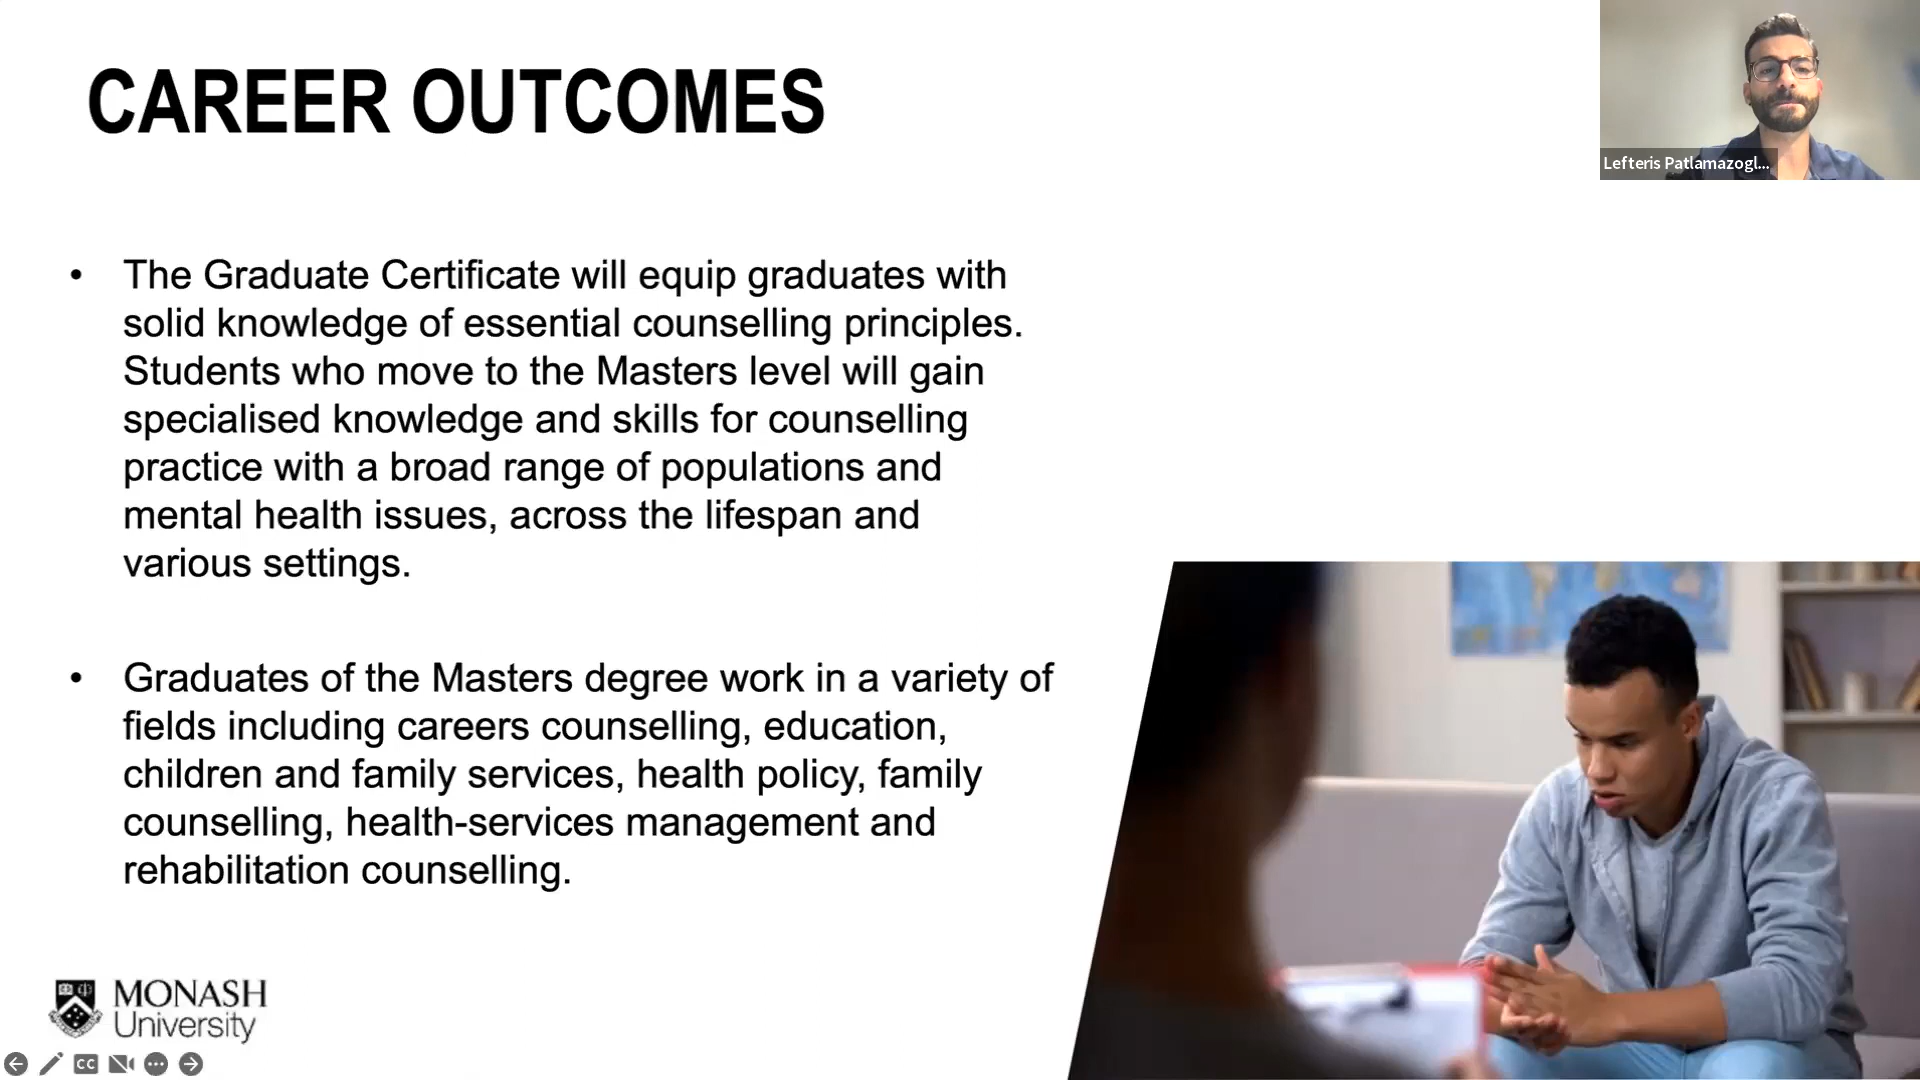 CAREER OUTCOMES
Lefteris Patlamazogl...
• The Graduate Certificate will equip graduates with
solid knowledge of essential counselling principles.
Students who move to the Masters level will gain
specialised knowledge and skills for counselling
practice with a broad range of populations and
mental health issues, across the lifespan and
various settings.
• Graduates of the Masters degree work in a variety of
fields including careers counselling, education,
children and family services, health policy, family
counselling, health-services management and
rehabilitation counselling.
MONASH
University
CC